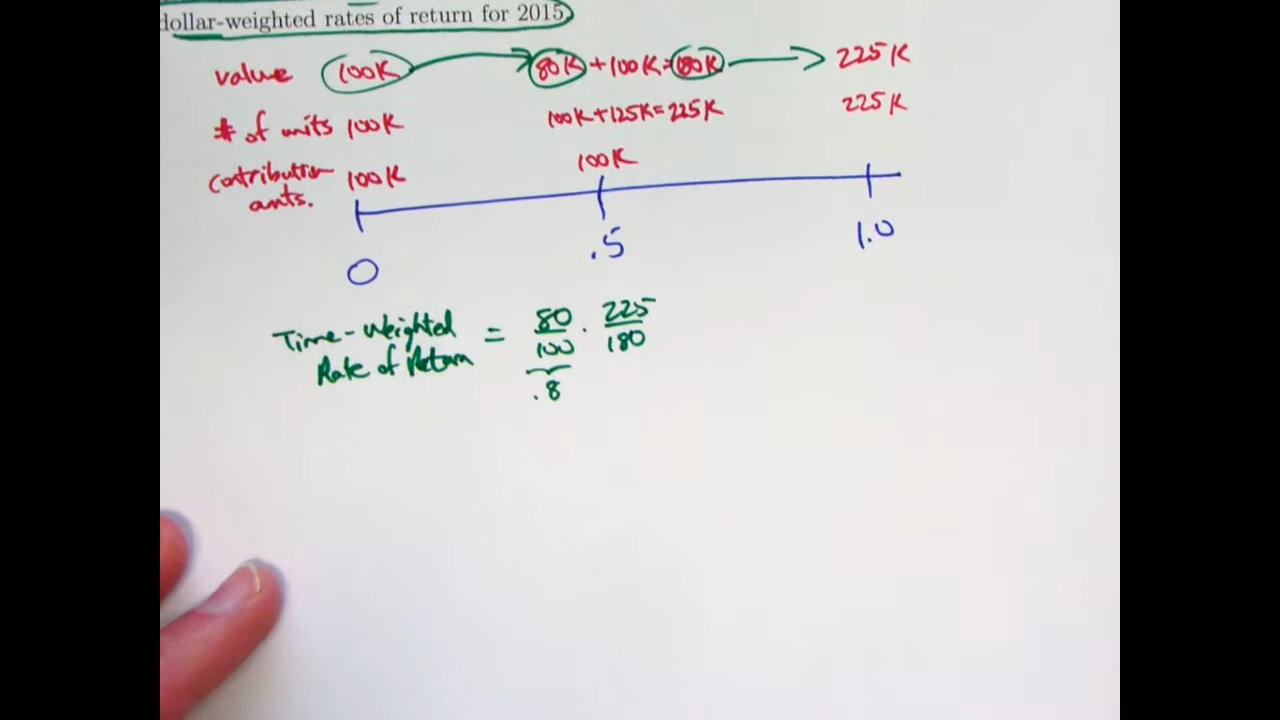 dollar-weighted rates of return for 2015
value 100K 80K + 100K = 180K 225K
# of units 100K 100K + 125K = 225K 225K
contribution amts. 100K 100K
0 .5 1.0
Time-Weighted Rate of Return = 80/100 · 225/180
.8